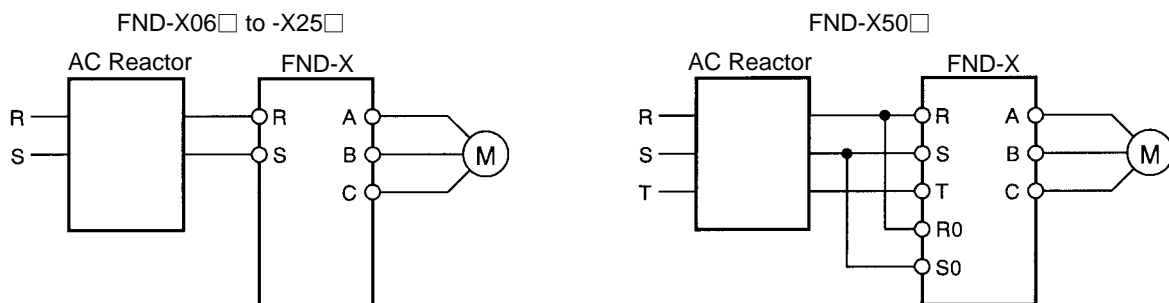 FND-X06□ to -X25□
AC Reactor
FND-X
R
S
R
S
A
B
C
M
FND-X50□
AC Reactor
FND-X
R
S
T
R
S
T
R0
S0
A
B
C
M